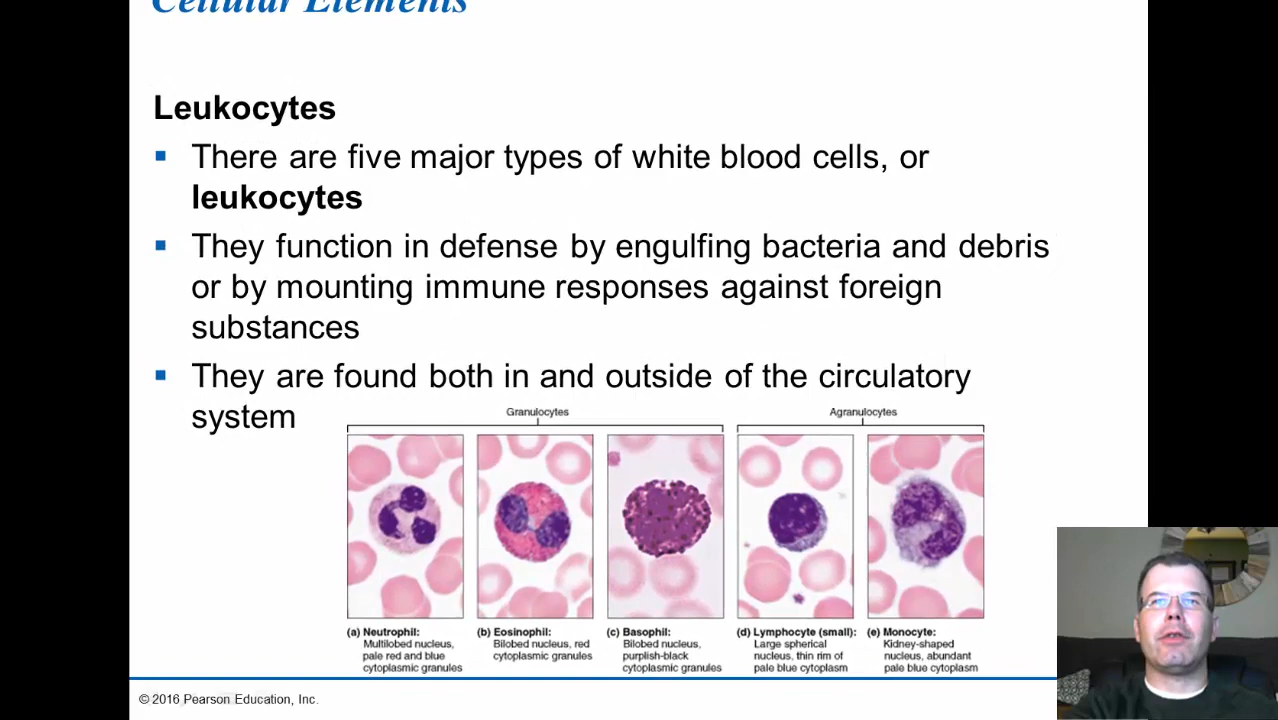 Cellular Elements
Leukocytes
▪ There are five major types of white blood cells, or
leukocytes
▪ They function in defense by engulfing bacteria and debris
or by mounting immune responses against foreign
substances
▪ They are found both in and outside of the circulatory
system
Granulocytes
Agranulocytes
(a) Neutrophil:
Multilobed nucleus,
pale red and blue
cytoplasmic granules
(b) Eosinophil:
Bilobed nucleus, red
cytoplasmic granules
(c) Basophil:
Bilobed nucleus,
purplish-black
cytoplasmic granules
(d) Lymphocyte (small):
Large spherical
nucleus, thin rim of
pale blue cytoplasm
(e) Monocyte:
Kidney-shaped
nucleus, abundant
pale blue cytoplasm
© 2016 Pearson Education, Inc.